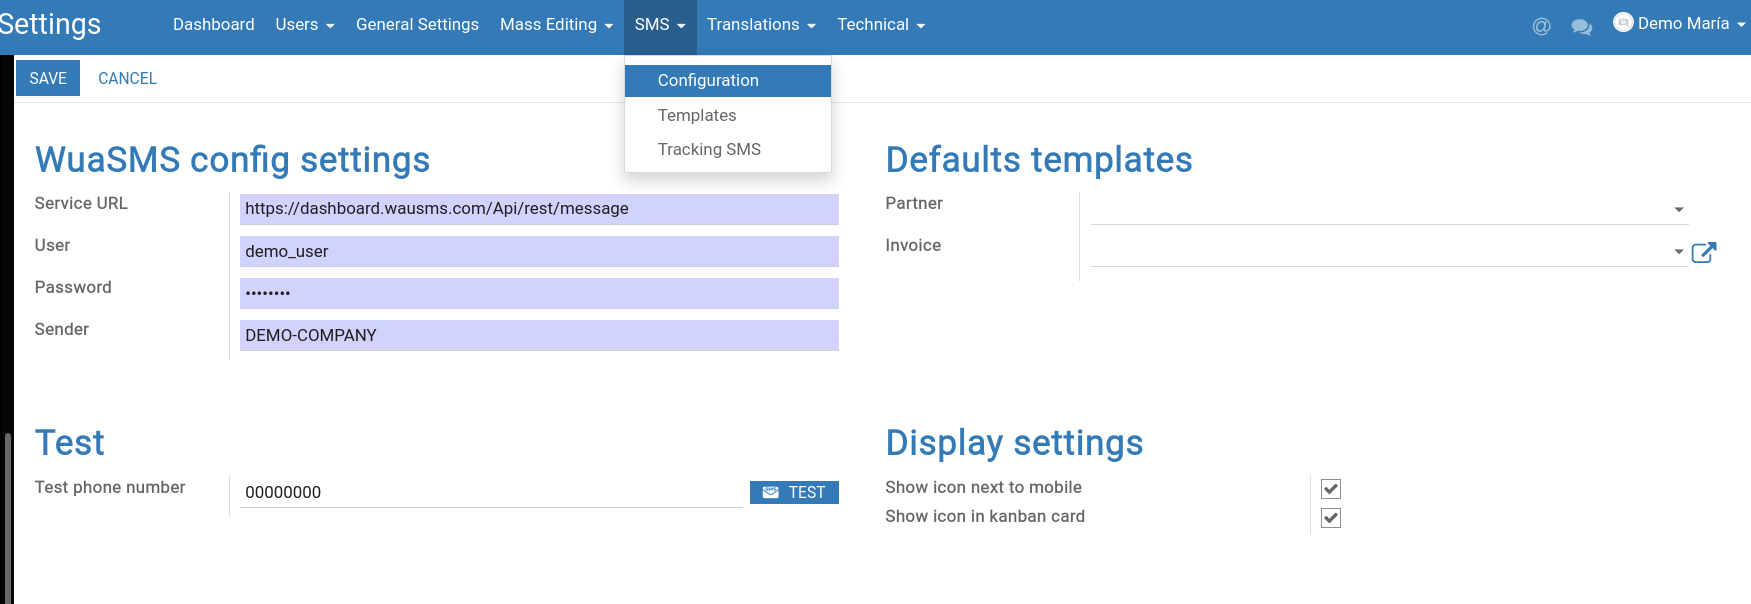 Settings
Dashboard Users General Settings Mass Editing SMS Translations Technical @ Demo María
SAVE CANCEL
Configuration
Templates
Tracking SMS
WuaSMS config settings
Service URL https://dashboard.wausms.com/Api/rest/message
User demo_user
Password ••••••••
Sender DEMO-COMPANY
Defaults templates
Partner
Invoice
Test
Test phone number 00000000 TEST
Display settings
Show icon next to mobile
Show icon in kanban card